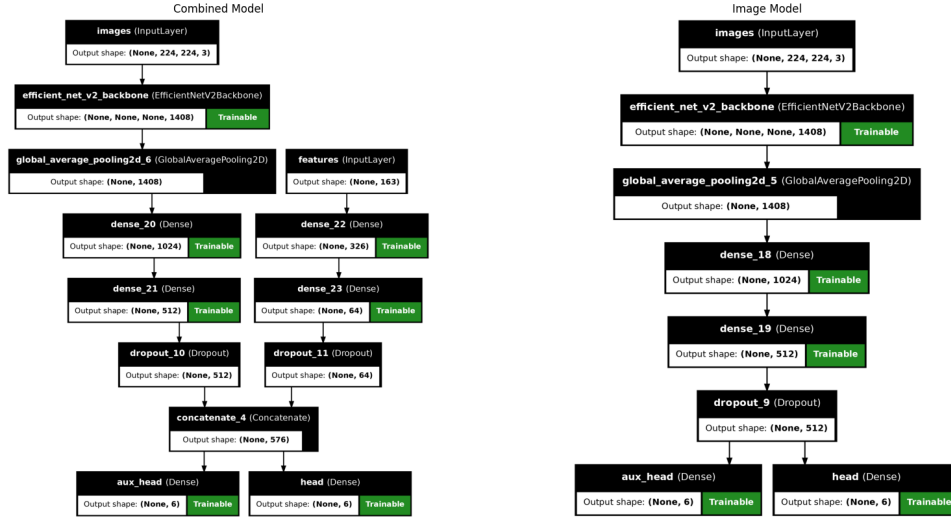 Combined Model
images (InputLayer)
Output shape: (None, 224, 224, 3)
efficient_net_v2_backbone (EfficientNetV2Backbone)
Output shape: (None, None, None, 1408) Trainable
global_average_pooling2d_6 (GlobalAveragePooling2D)
Output shape: (None, 1408)
features (InputLayer)
Output shape: (None, 163)
dense_20 (Dense)
Output shape: (None, 1024) Trainable
dense_22 (Dense)
Output shape: (None, 326) Trainable
dense_21 (Dense)
Output shape: (None, 512) Trainable
dense_23 (Dense)
Output shape: (None, 64) Trainable
dropout_10 (Dropout)
Output shape: (None, 512)
dropout_11 (Dropout)
Output shape: (None, 64)
concatenate_4 (Concatenate)
Output shape: (None, 576)
aux_head (Dense)
Output shape: (None, 6) Trainable
head (Dense)
Output shape: (None, 6) Trainable
Image Model
images (InputLayer)
Output shape: (None, 224, 224, 3)
efficient_net_v2_backbone (EfficientNetV2Backbone)
Output shape: (None, None, None, 1408) Trainable
global_average_pooling2d_5 (GlobalAveragePooling2D)
Output shape: (None, 1408)
dense_18 (Dense)
Output shape: (None, 1024) Trainable
dense_19 (Dense)
Output shape: (None, 512) Trainable
dropout_9 (Dropout)
Output shape: (None, 512)
aux_head (Dense)
Output shape: (None, 6) Trainable
head (Dense)
Output shape: (None, 6) Trainable